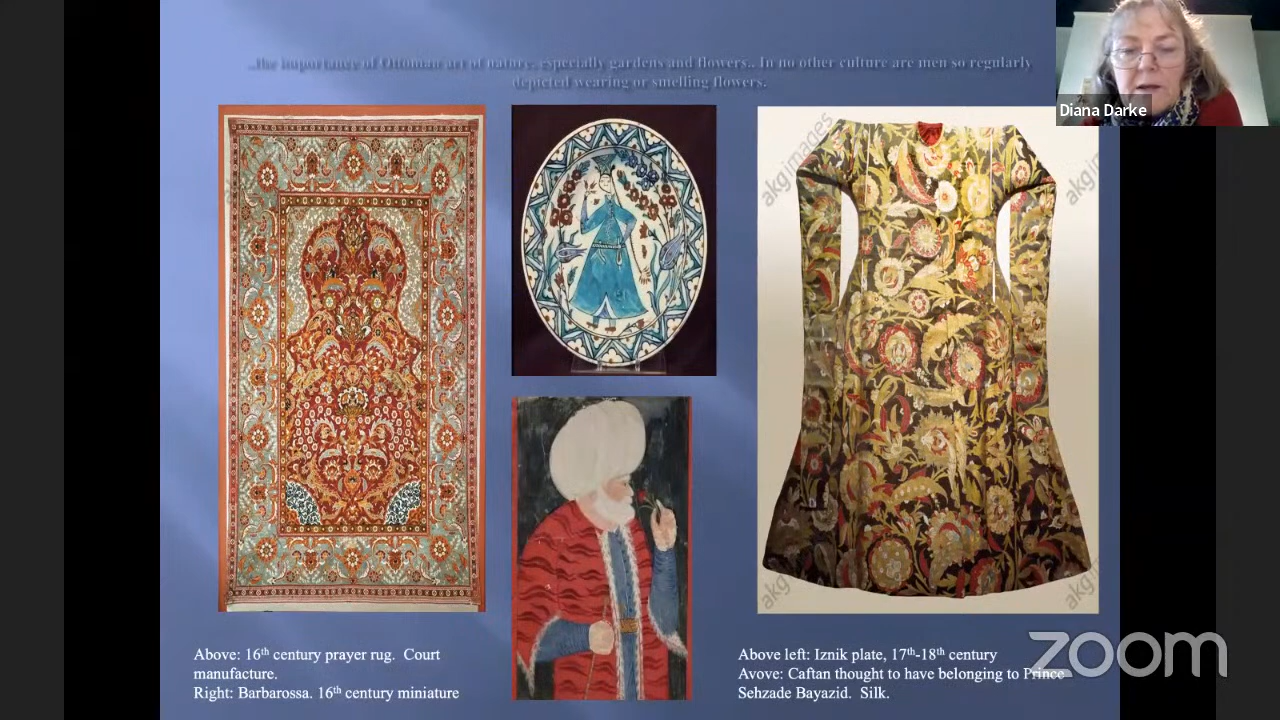 ..the importance of Ottoman art of nature, especially gardens and flowers.. In no other culture are men so regularly
depicted wearing or smelling flowers.
Diana Darke
akgimages
akgimages
akgimages
Above: 16th century prayer rug. Court
manufacture.
Right: Barbarossa. 16th century miniature
Above left: Iznik plate, 17th-18th century
Avove: Caftan thought to have belonging to Prince
Sehzade Bayazid. Silk.
zoom